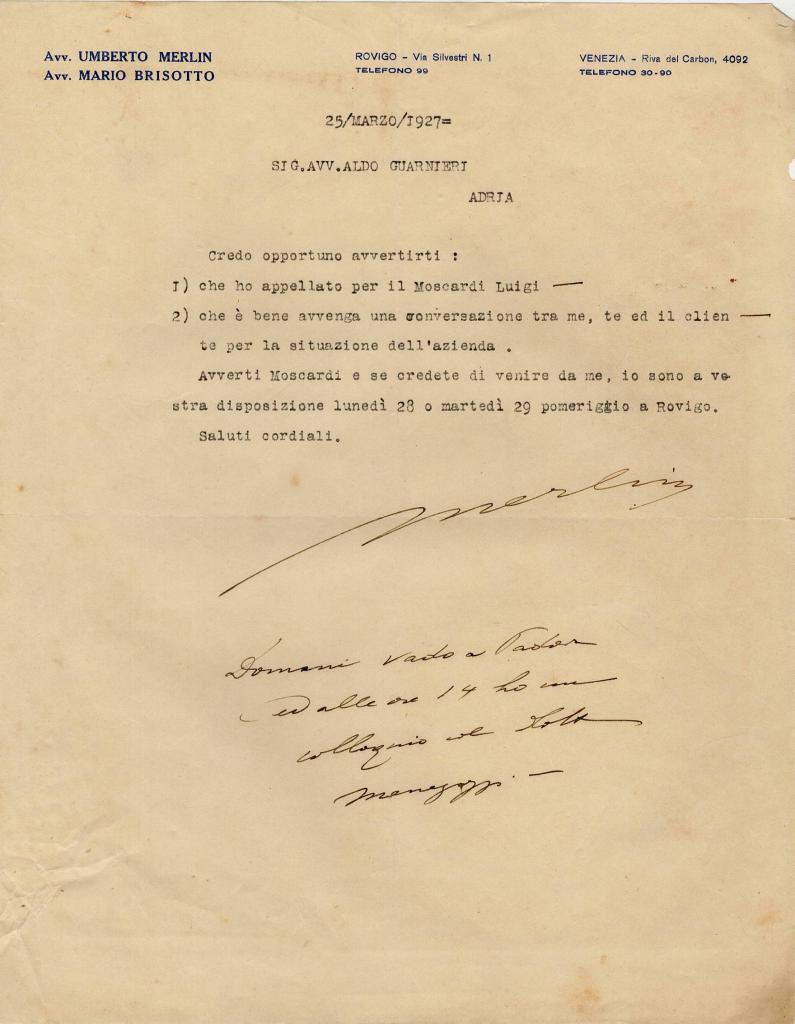 Avv. UMBERTO MERLIN
Avv. MARIO BRISOTTO
ROVIGO – Via Silvestri N. 1
TELEFONO 99
VENEZIA – Riva del Carbon, 4092
TELEFONO 30-90
25/MARZO/I927=
SIG.AVV.ALDO GUARNIERI
ADRIA
Credo opportuno avvertirti :
I) che ho appellato per il Moscardi Luigi —
2) che è bene avvenga una conversazione tra me, te ed il clien —
te per la situazione dell'azienda .
Avverti Moscardi e se credete di venire da me, io sono a ve-
stra disposizione lunedì 28 o martedì 29 pomeriggio a Rovigo.
Saluti cordiali.
Merlin
Domani vado a Padova
ed alle ore 14 ho un
colloquio col Dott
Menegazzi. —